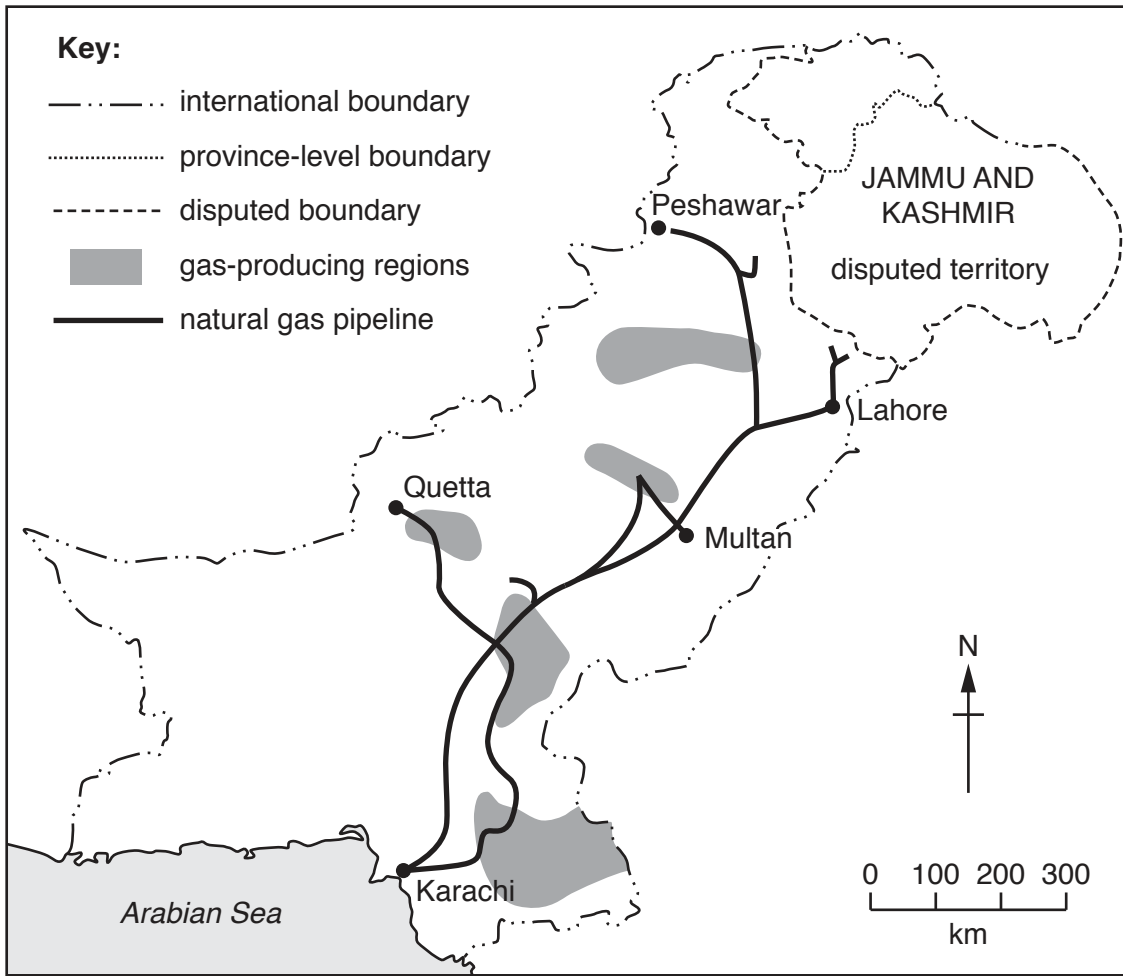 Key:
international boundary
province-level boundary
disputed boundary
gas-producing regions
natural gas pipeline
JAMMU AND
KASHMIR
disputed territory
Peshawar
Lahore
Quetta
Multan
N
Karachi
Arabian Sea
0 100 200 300
km